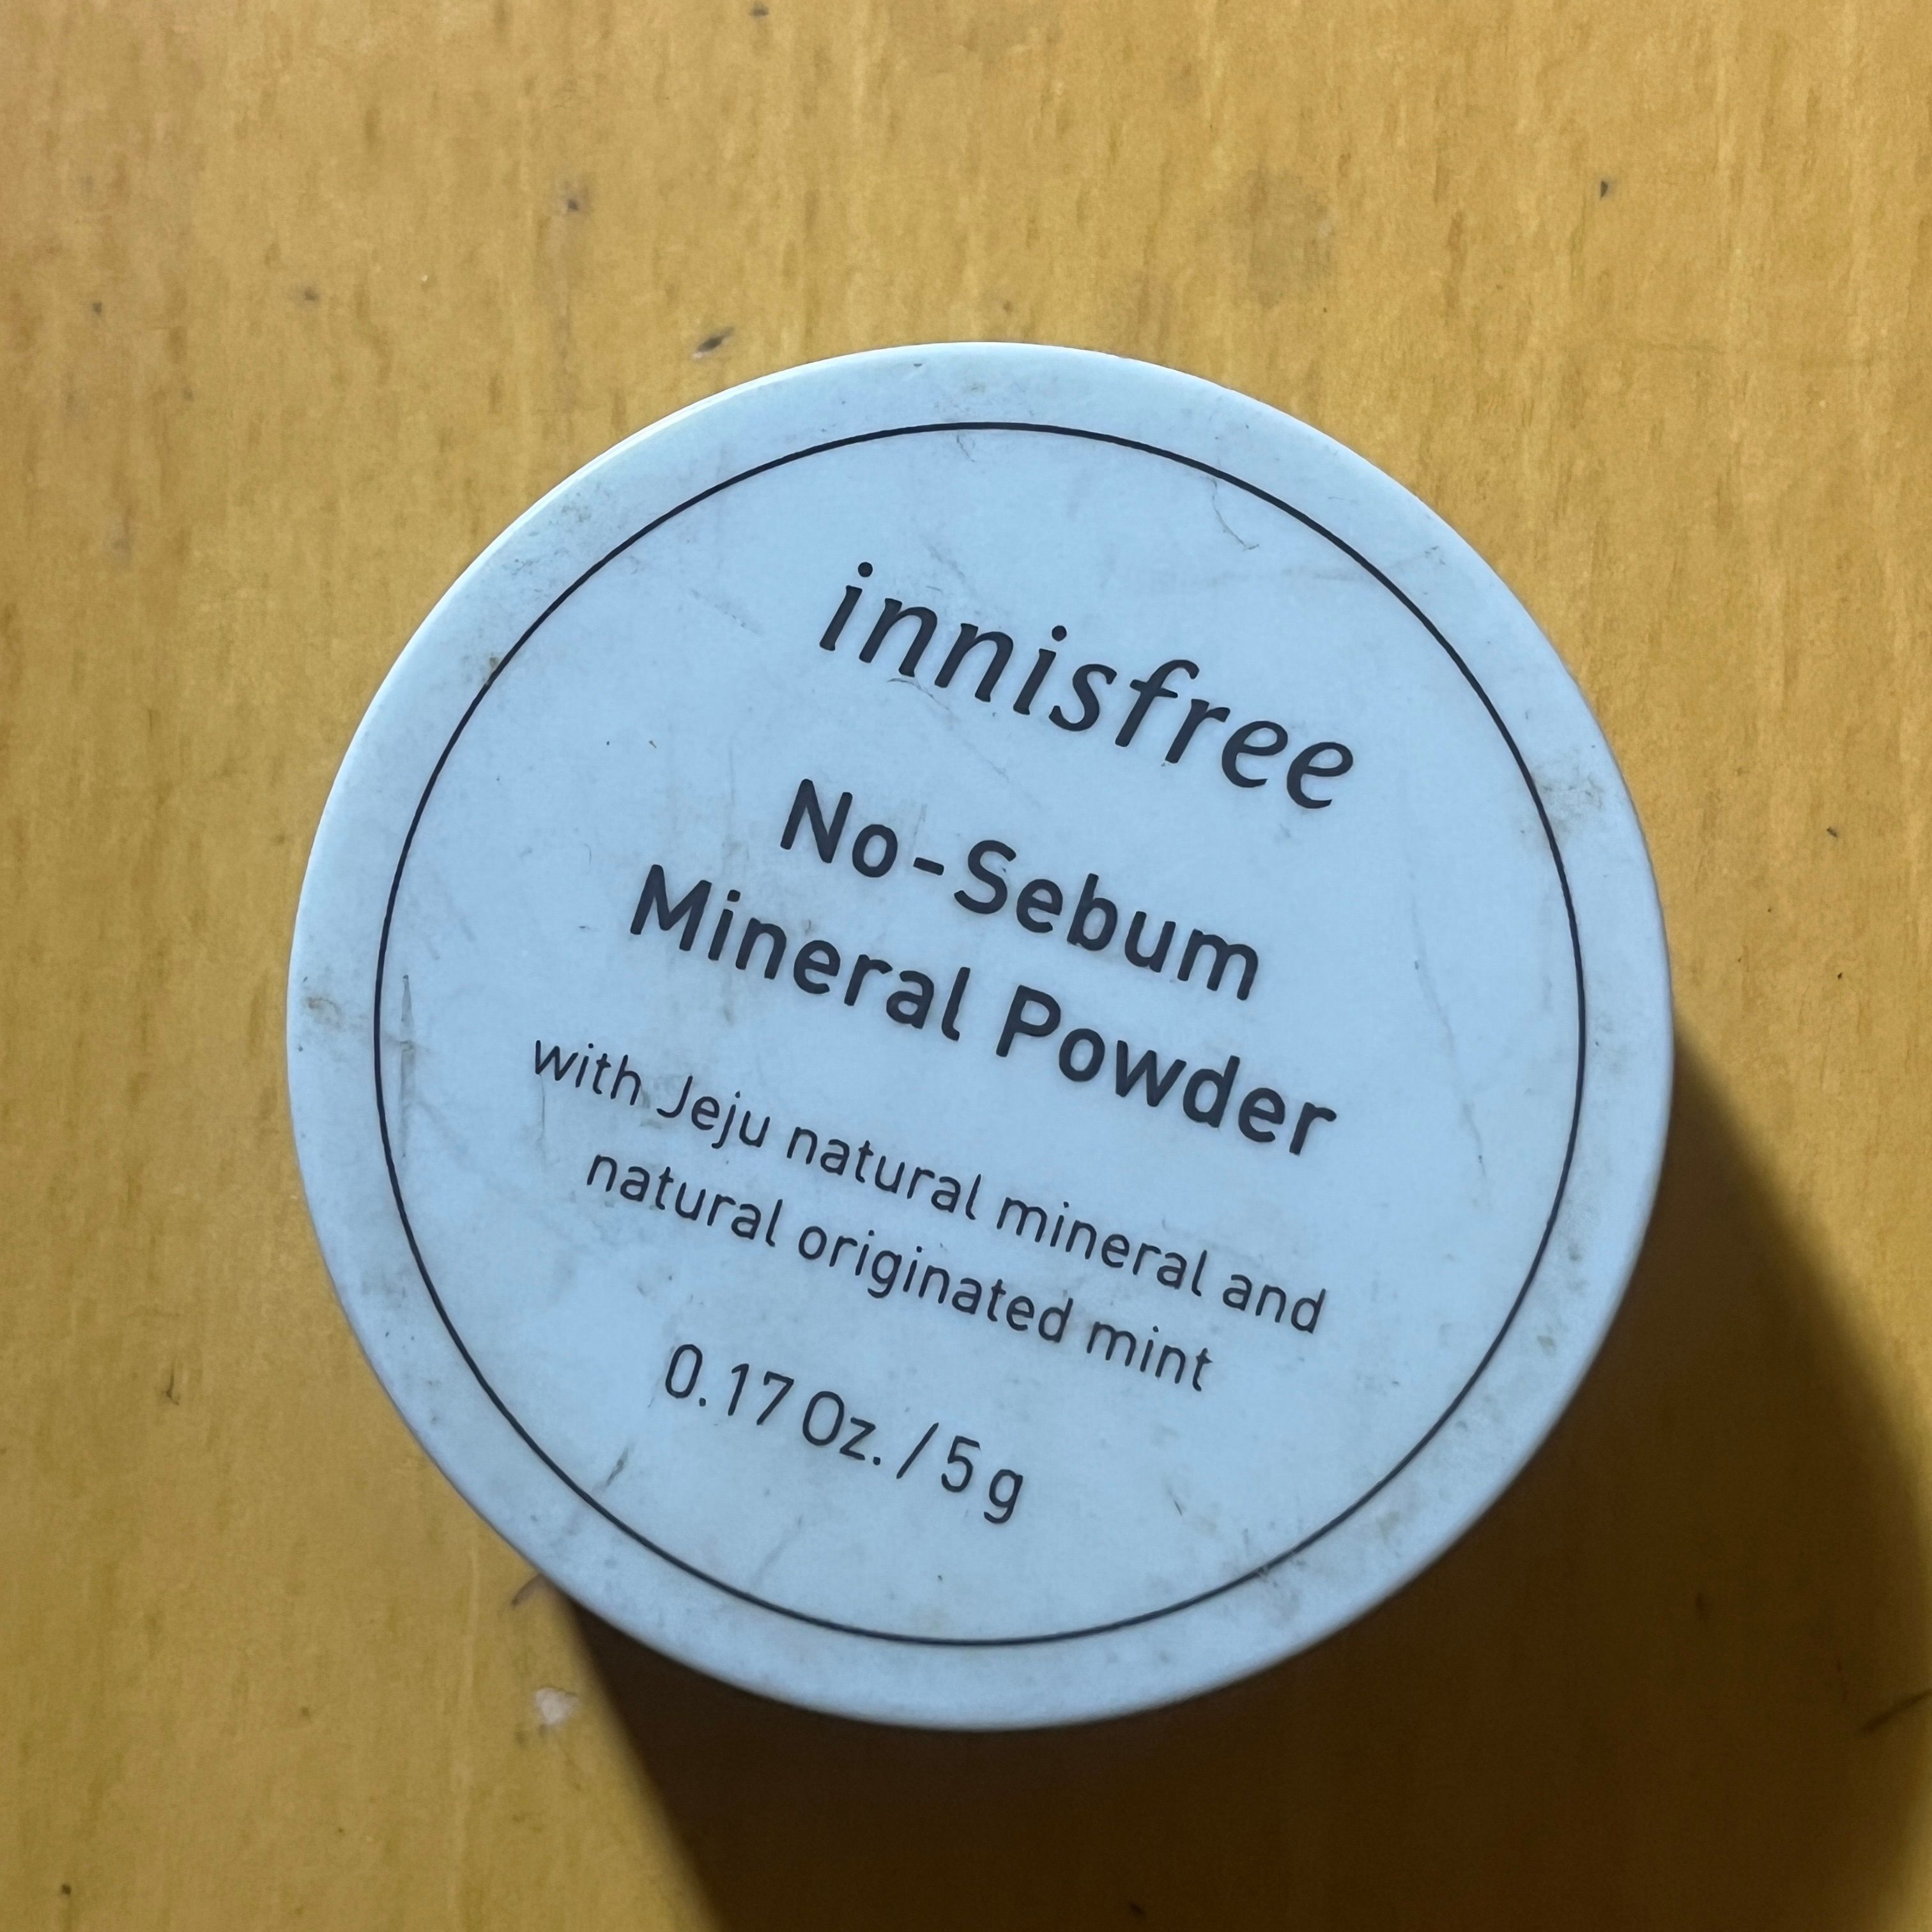 innisfree
No-Sebum
Mineral Powder
with Jeju natural mineral and
natural originated mint
0.17 Oz. / 5 g